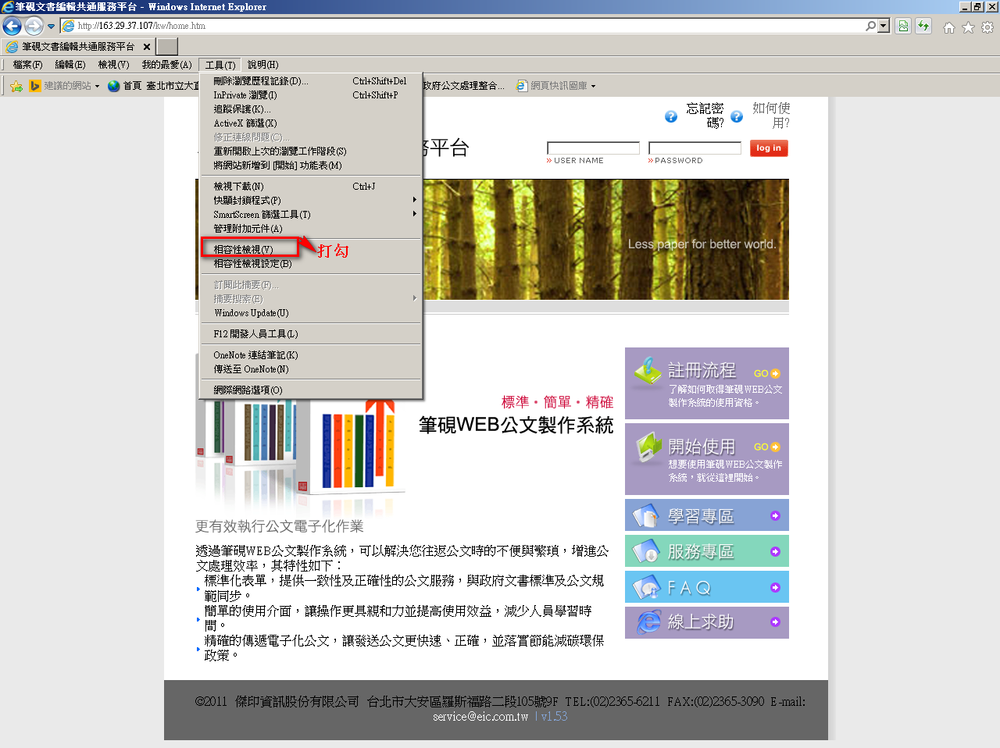 筆硯文書編輯共通服務平台 - Windows Internet Explorer
http://163.29.37.107/kw/home.htm
筆硯文書編輯共通服務平台
檔案(F) 編輯(E) 檢視(V) 我的最愛(A) 工具(T) 說明(H)
建議的網站 首頁 臺北市立大直 政府公文處理整合... 網頁快訊圖庫
刪除瀏覽歷程記錄(D)... Ctrl+Shift+Del
InPrivate 瀏覽(I) Ctrl+Shift+P
追蹤保護(K)...
ActiveX 篩選(X)
修正連線問題(C)...
重新開啟上次的瀏覽工作階段(S)
將網站新增到 [開始] 功能表(M)
檢視下載(N) Ctrl+J
快顯封鎖程式(P)
SmartScreen 篩選工具(T)
管理附加元件(A)
相容性檢視(V)
打勾
相容性檢視設定(B)
訂閱此摘要(F)...
摘要搜索(E)
Windows Update(U)
F12 開發人員工具(L)
OneNote 連結筆記(K)
傳送至 OneNote(N)
網際網路選項(O)
忘記密碼?
如何使用?
務平台
log in
USER NAME PASSWORD
Less paper for better world.
標準・簡單・精確
筆硯WEB公文製作系統
更有效執行公文電子化作業
透過筆硯WEB公文製作系統，可以解決您往返公文時的不便與繁瑣，增進公
文處理效率，其特性如下：
標準化表單，提供一致性及正確性的公文服務，與政府文書標準及公文規
範同步。
簡單的使用介面，讓操作更具親和力並提高使用效益，減少人員學習時
間。
精確的傳遞電子化公文，讓發送公文更快速、正確，並落實節能減碳環保
政策。
註冊流程 GO
了解如何取得筆硯WEB公文
製作系統的使用資格。
開始使用 GO
想要使用筆硯WEB公文製作
系統，就從這裡開始。
學習專區
服務專區
FAQ
線上求助
©2011 傑印資訊股份有限公司 台北市大安區羅斯福路二段105號9F TEL:(02)2365-6211 FAX:(02)2365-3090 E-mail:
service@eic.com.tw | v1.53